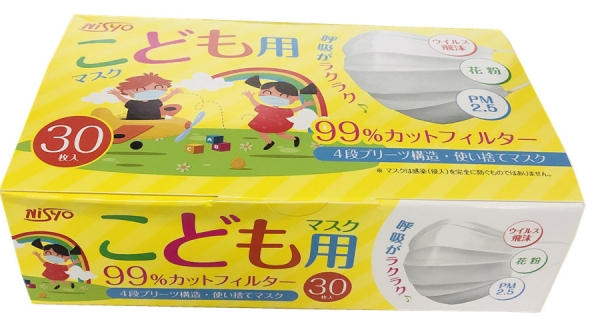 NISYO
こども用
マスク
呼吸がラクラク♪
ウイルス
飛沫
花粉
PM
2.5
30
枚入
99%カットフィルター
4段プリーツ構造・使い捨てマスク
※ マスクは感染(侵入)を完全に防ぐものではありません。
NISYO
こども用
マスク
呼吸がラクラク♪
ウイルス
飛沫
花粉
PM
2.5
99%カットフィルター
30
枚入
4段プリーツ構造・使い捨てマスク